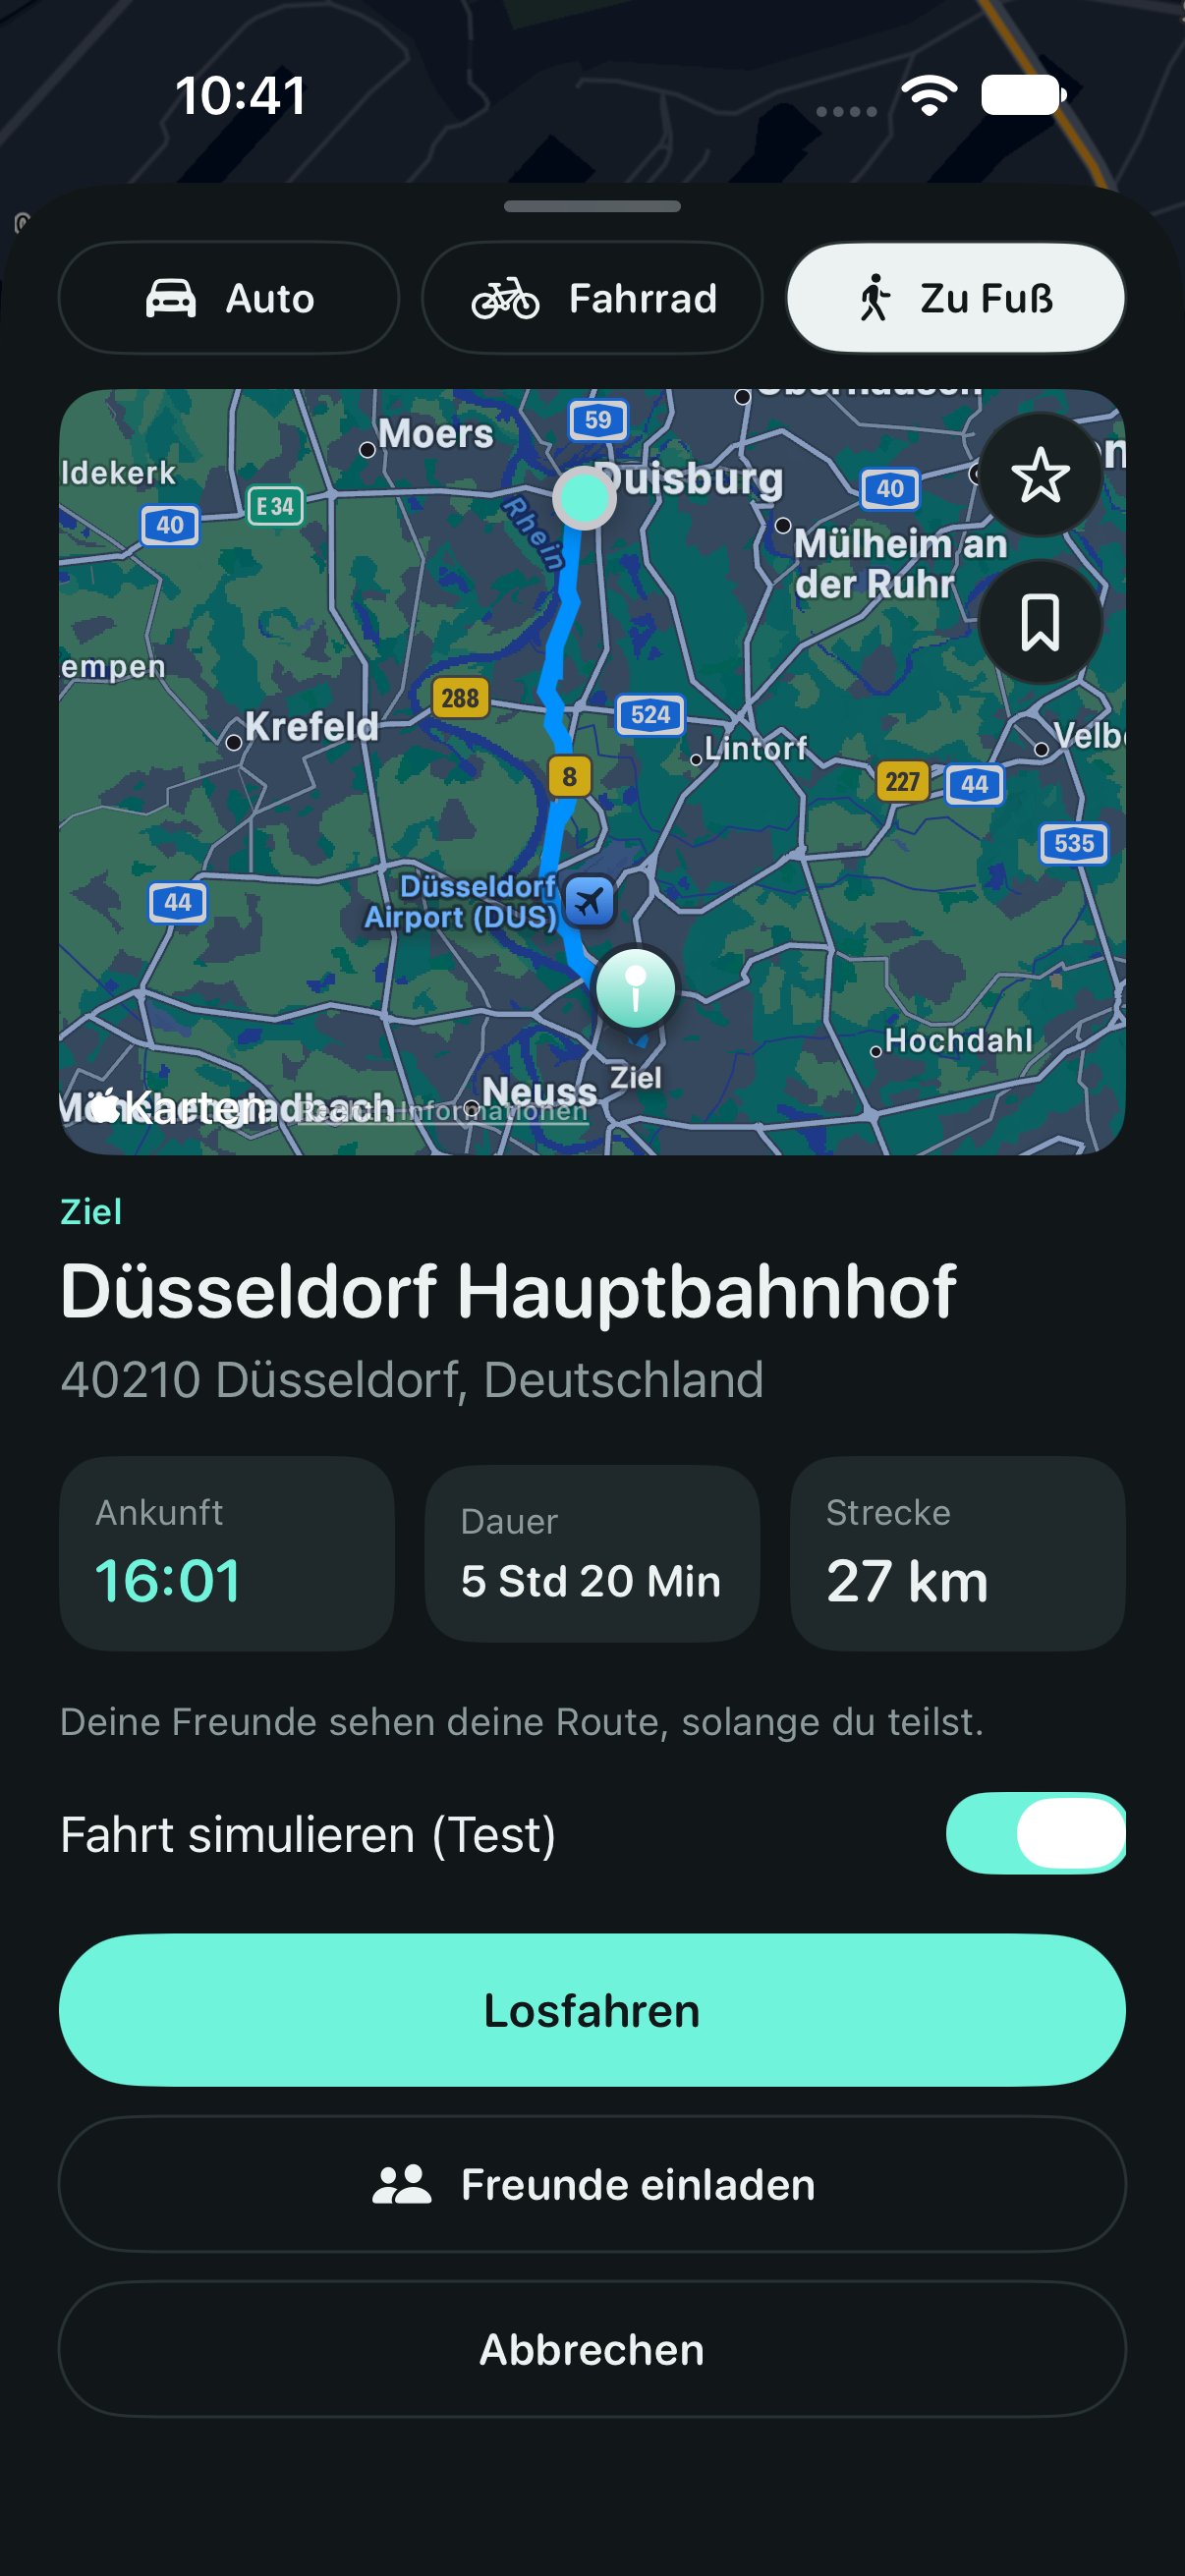 10:41
Auto
Fahrrad
Zu Fuß
59
Moers
Duisburg
ldekerk
E 34
40
40
Rhein
Mülheim an
der Ruhr
empen
288
Krefeld
524
Lintorf
Velb
8
227
44
535
44
Düsseldorf
Airport (DUS)
Hochdahl
Ziel
Neuss
Karten
Ziel
Düsseldorf Hauptbahnhof
40210 Düsseldorf, Deutschland
Ankunft
16:01
Dauer
5 Std 20 Min
Strecke
27 km
Deine Freunde sehen deine Route, solange du teilst.
Fahrt simulieren (Test)
Losfahren
Freunde einladen
Abbrechen